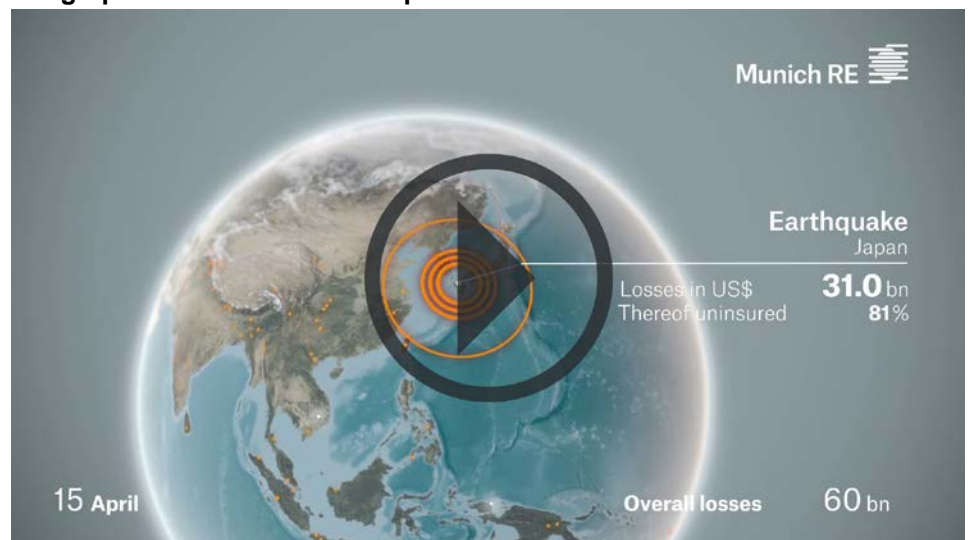 Munich RE
Earthquake
Japan
Losses in US$ 31.0 bn
Thereof uninsured 81%
15 April
Overall losses 60 bn